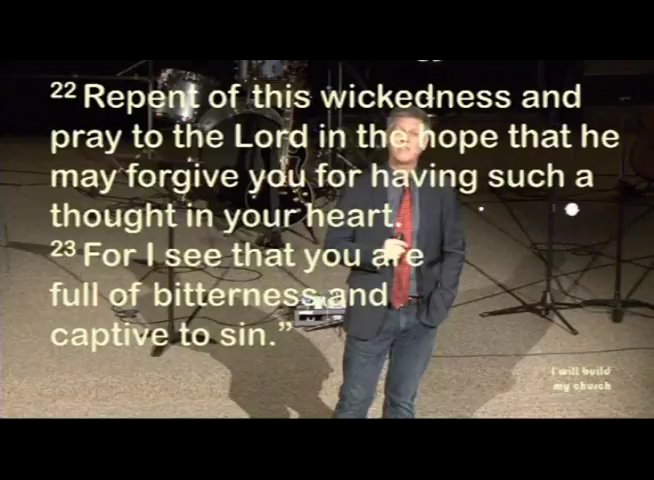 22 Repent of this wickedness and
pray to the Lord in the hope that he
may forgive you for having such a
thought in your heart.
23 For I see that you are
full of bitterness and
captive to sin.”
I will build
my church